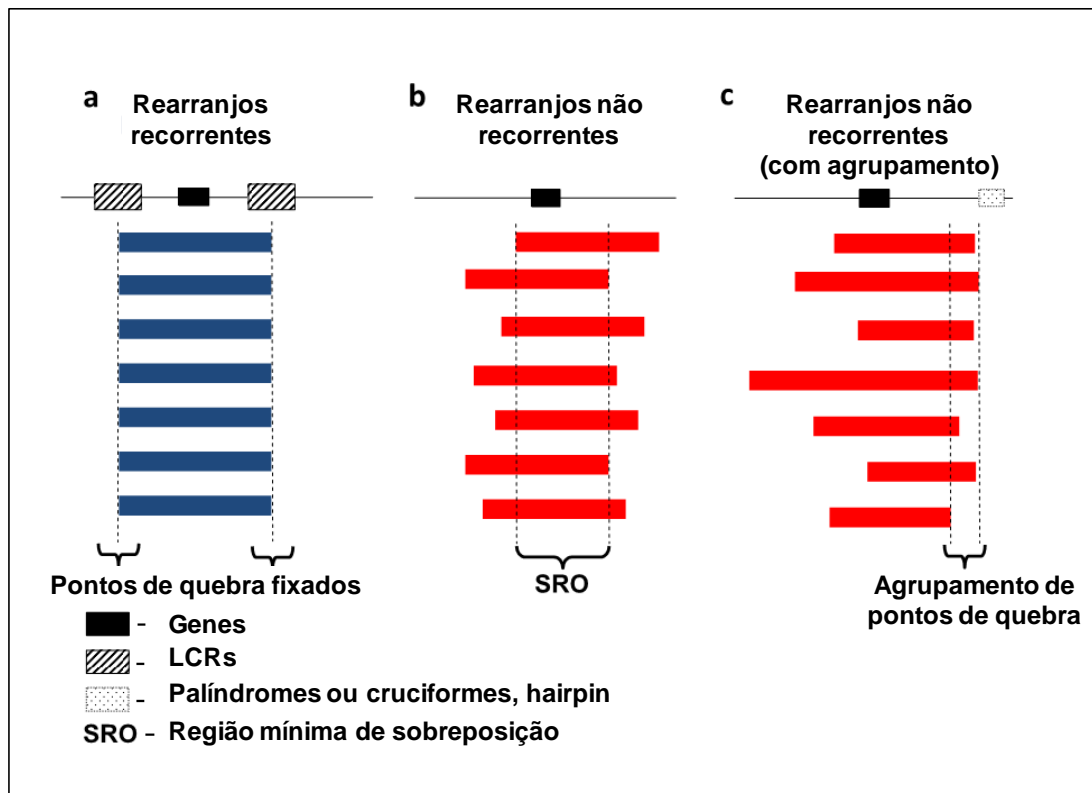 a
Rearranjos
recorrentes
b
Rearranjos não
recorrentes
c
Rearranjos não
recorrentes
(com agrupamento)
Pontos de quebra fixados
SRO
Agrupamento de
pontos de quebra
- Genes
- LCRs
- Palíndromes ou cruciformes, hairpin
SRO - Região mínima de sobreposição